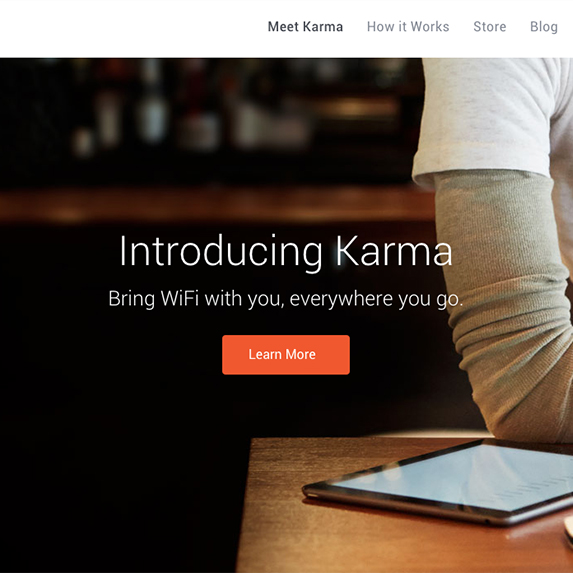 Meet Karma How it Works Store Blog
Introducing Karma
Bring WiFi with you, everywhere you go.
Learn More